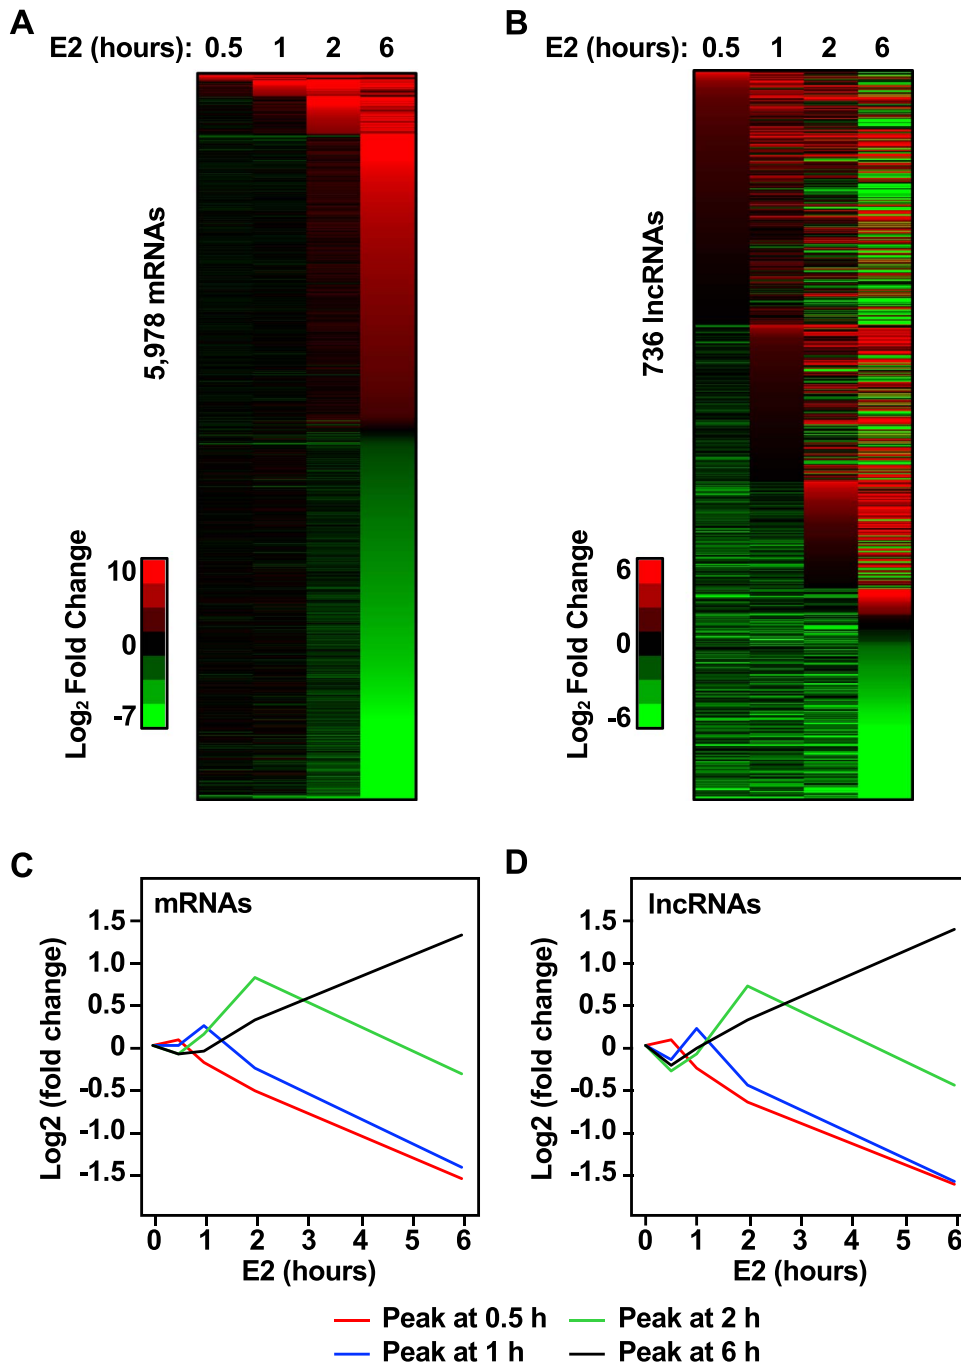 A
E2 (hours): 0.5 1 2 6
5,978 mRNAs
Log₂ Fold Change
10
0
-7
B
E2 (hours): 0.5 1 2 6
736 lncRNAs
Log₂ Fold Change
6
0
-6
C
mRNAs
Log2 (fold change)
1.5
1.0
0.5
0
-0.5
-1.0
-1.5
0 1 2 3 4 5 6
E2 (hours)
D
lncRNAs
Log2 (fold change)
1.5
1.0
0.5
0
-0.5
-1.0
-1.5
0 1 2 3 4 5 6
E2 (hours)
Peak at 0.5 h
Peak at 2 h
Peak at 1 h
Peak at 6 h